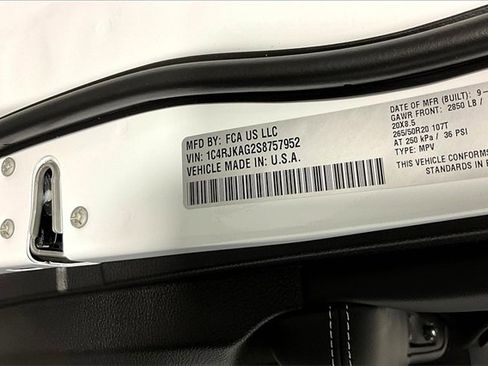 MFD BY: FCA US LLC
VIN: 1C4RJKAG2S8757952
VEHICLE MADE IN: U.S.A.
DATE OF MFR (BUILT): 9-
GAWR FRONT: 2850 LB /
20X8.5
265/50R20 107T
AT 250 kPa / 36 PSI
TYPE: MPV
THIS VEHICLE CONFORMS
STANDARDS IN